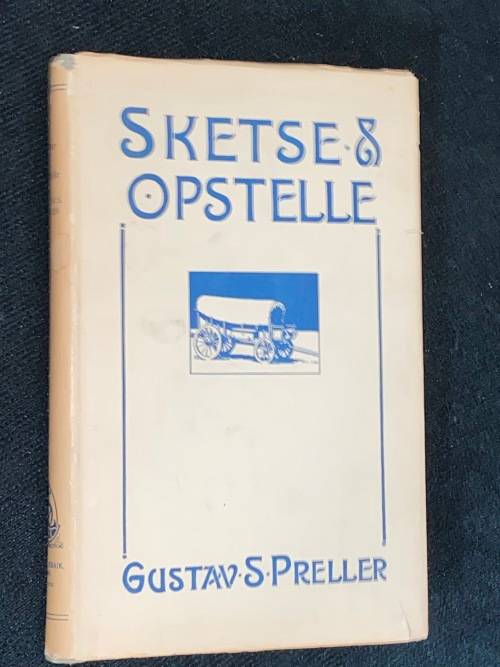 SKETSE · &
OPSTELLE
GUSTAV · S · PRELLER